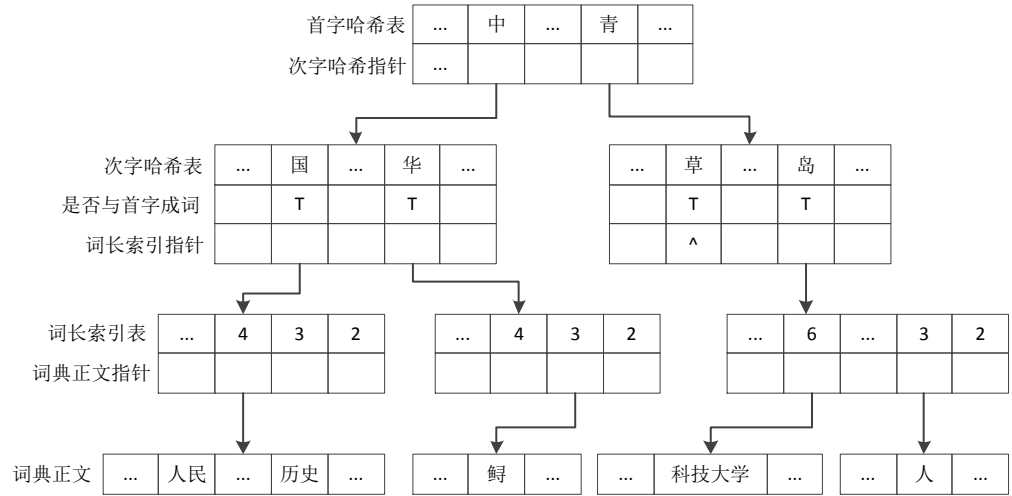 首字哈希表 ... 中 ... 青 ...
次字哈希指针 ...
次字哈希表 ... 国 ... 华 ... ... 草 ... 岛 ...
是否与首字成词 T T T T
词长索引指针 ^
词长索引表 ... 4 3 2 ... 4 3 2 ... 6 ... 3 2
词典正文指针
词典正文 ... 人民 ... 历史 ... ... 鲟 ... ... 科技大学 ... 人 ...